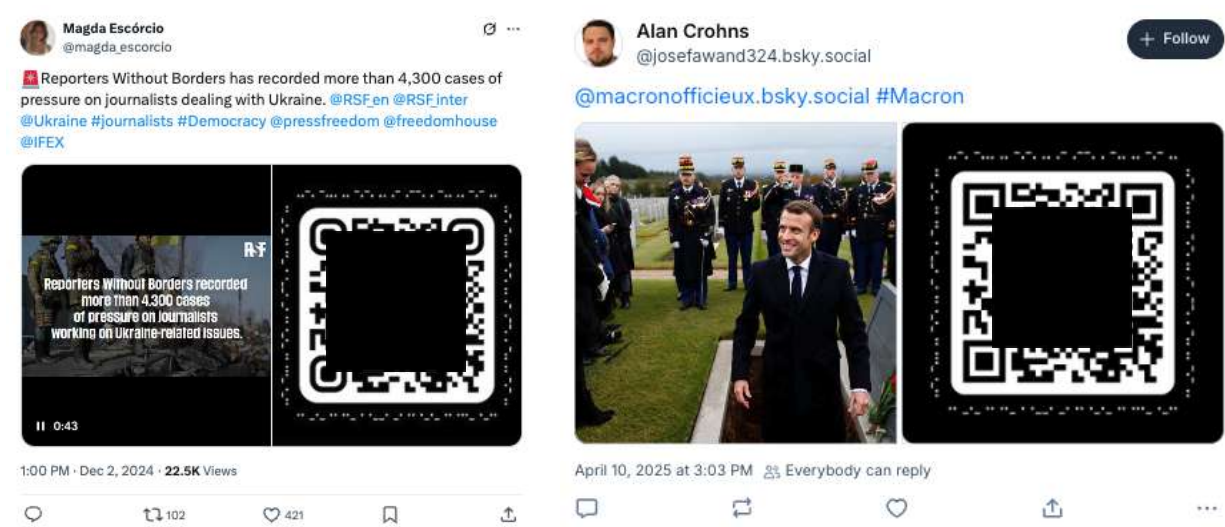 Magda Escórcio
@magda_escorcio
🚨Reporters Without Borders has recorded more than 4,300 cases of
pressure on journalists dealing with Ukraine. @RSF_en @RSF_inter
@Ukraine #journalists #Democracy @pressfreedom @freedomhouse
@IFEX
RSF
Reporters Without Borders recorded
more than 4.300 cases
of pressure on journalists
working on Ukraine-related issues.
0:43
1:00 PM · Dec 2, 2024 · 22.5K Views
102
421
Alan Crohns
@josefawand324.bsky.social
+ Follow
@macronofficieux.bsky.social #Macron
April 10, 2025 at 3:03 PM
Everybody can reply